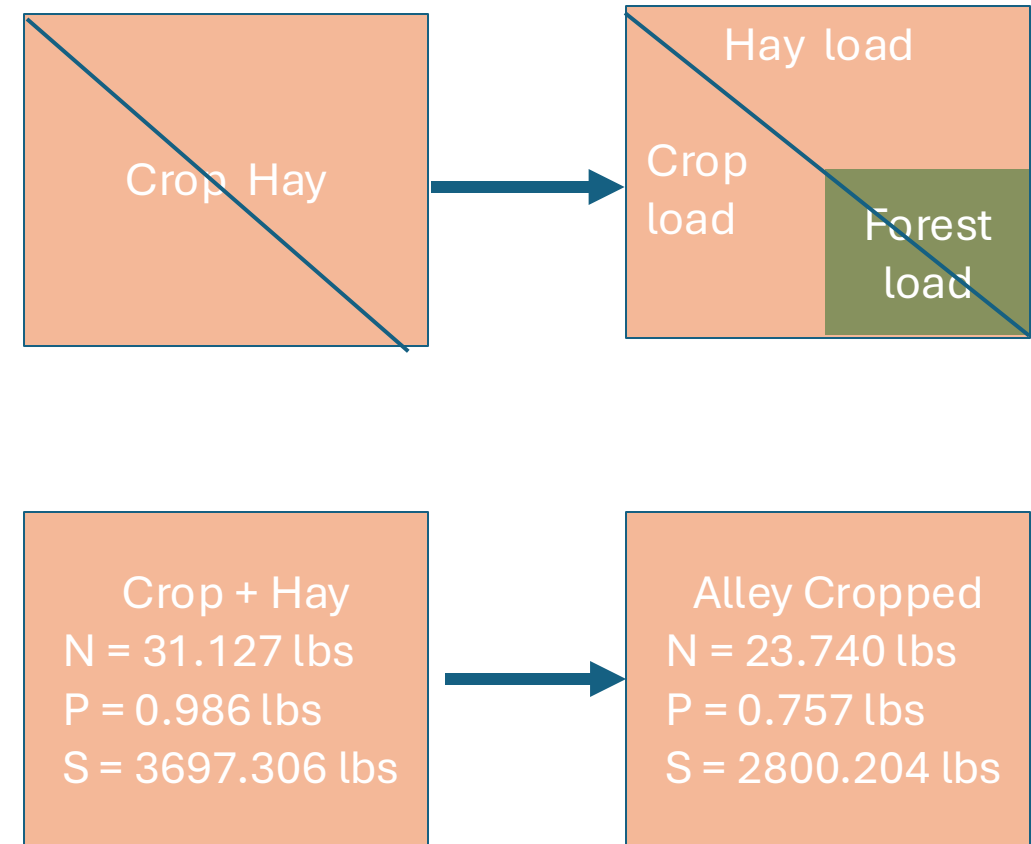 Crop Hay
Hay load
Crop
load
Forest
load
Crop + Hay
N = 31.127 lbs
P = 0.986 lbs
S = 3697.306 lbs
Alley Cropped
N = 23.740 lbs
P = 0.757 lbs
S = 2800.204 lbs